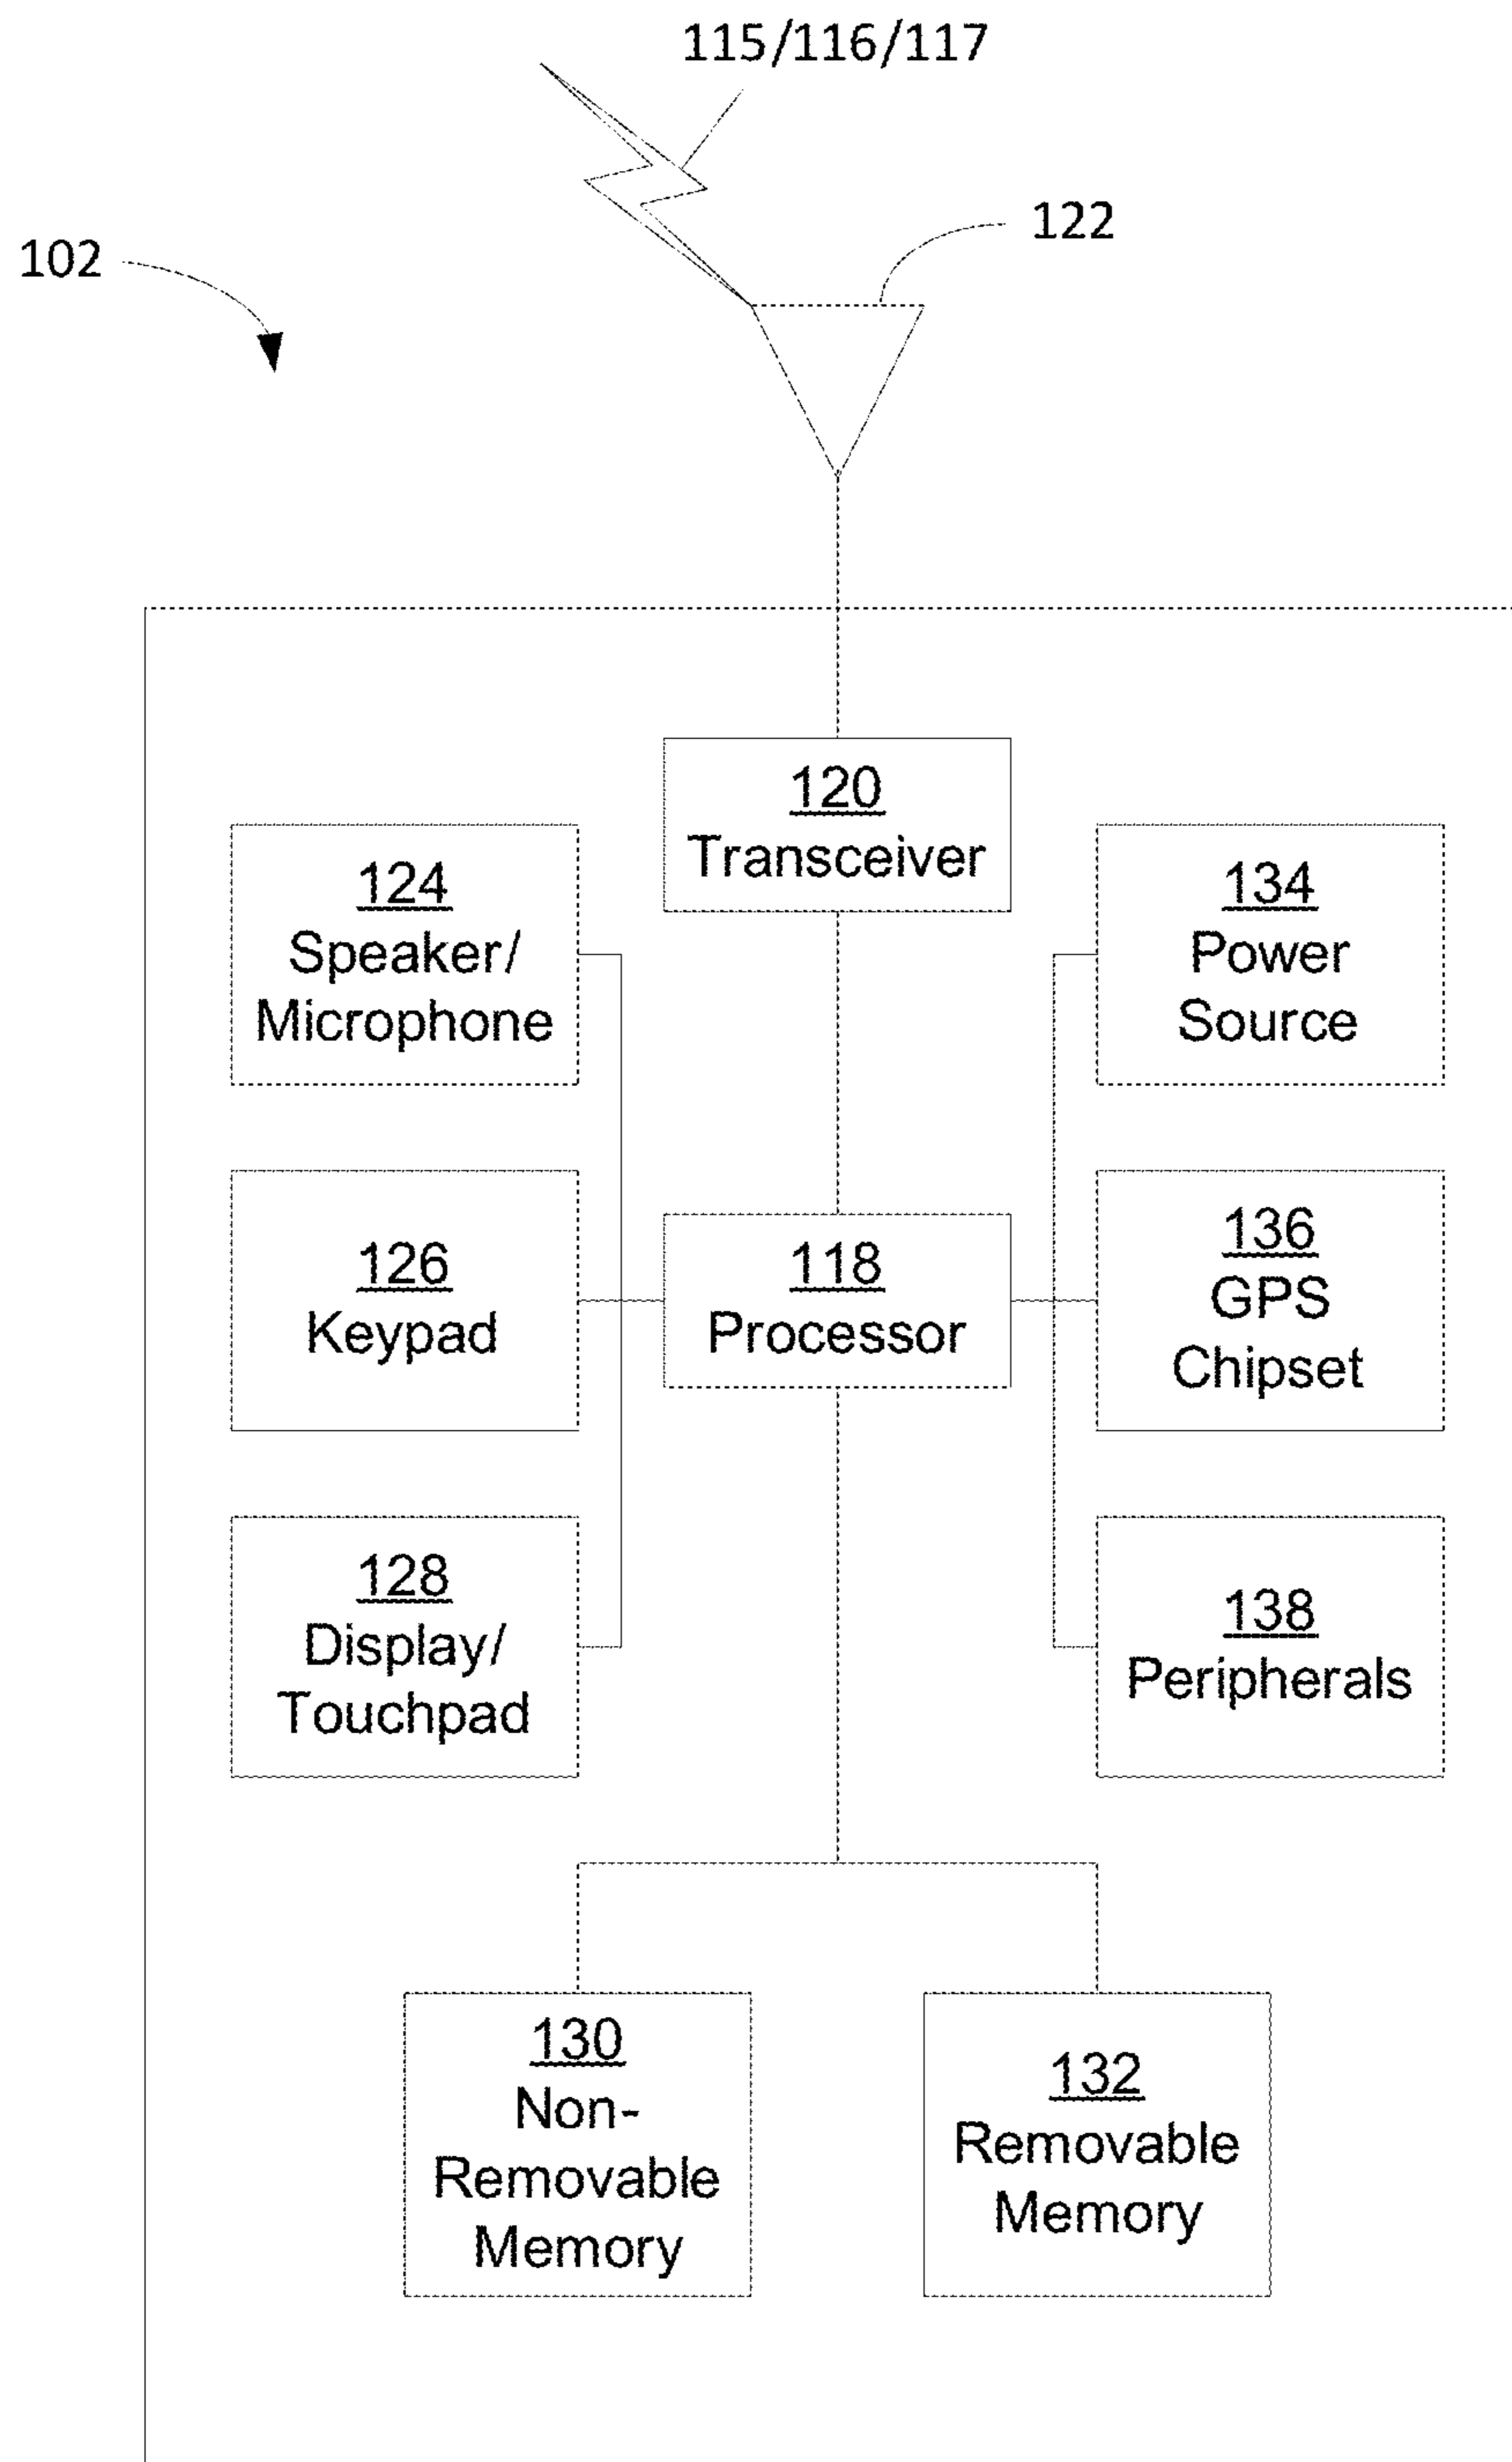 115/116/117
122
102
120
Transceiver
124
Speaker/
Microphone
134
Power
Source
126
Keypad
118
Processor
136
GPS
Chipset
128
Display/
Touchpad
138
Peripherals
130
Non-
Removable
Memory
132
Removable
Memory